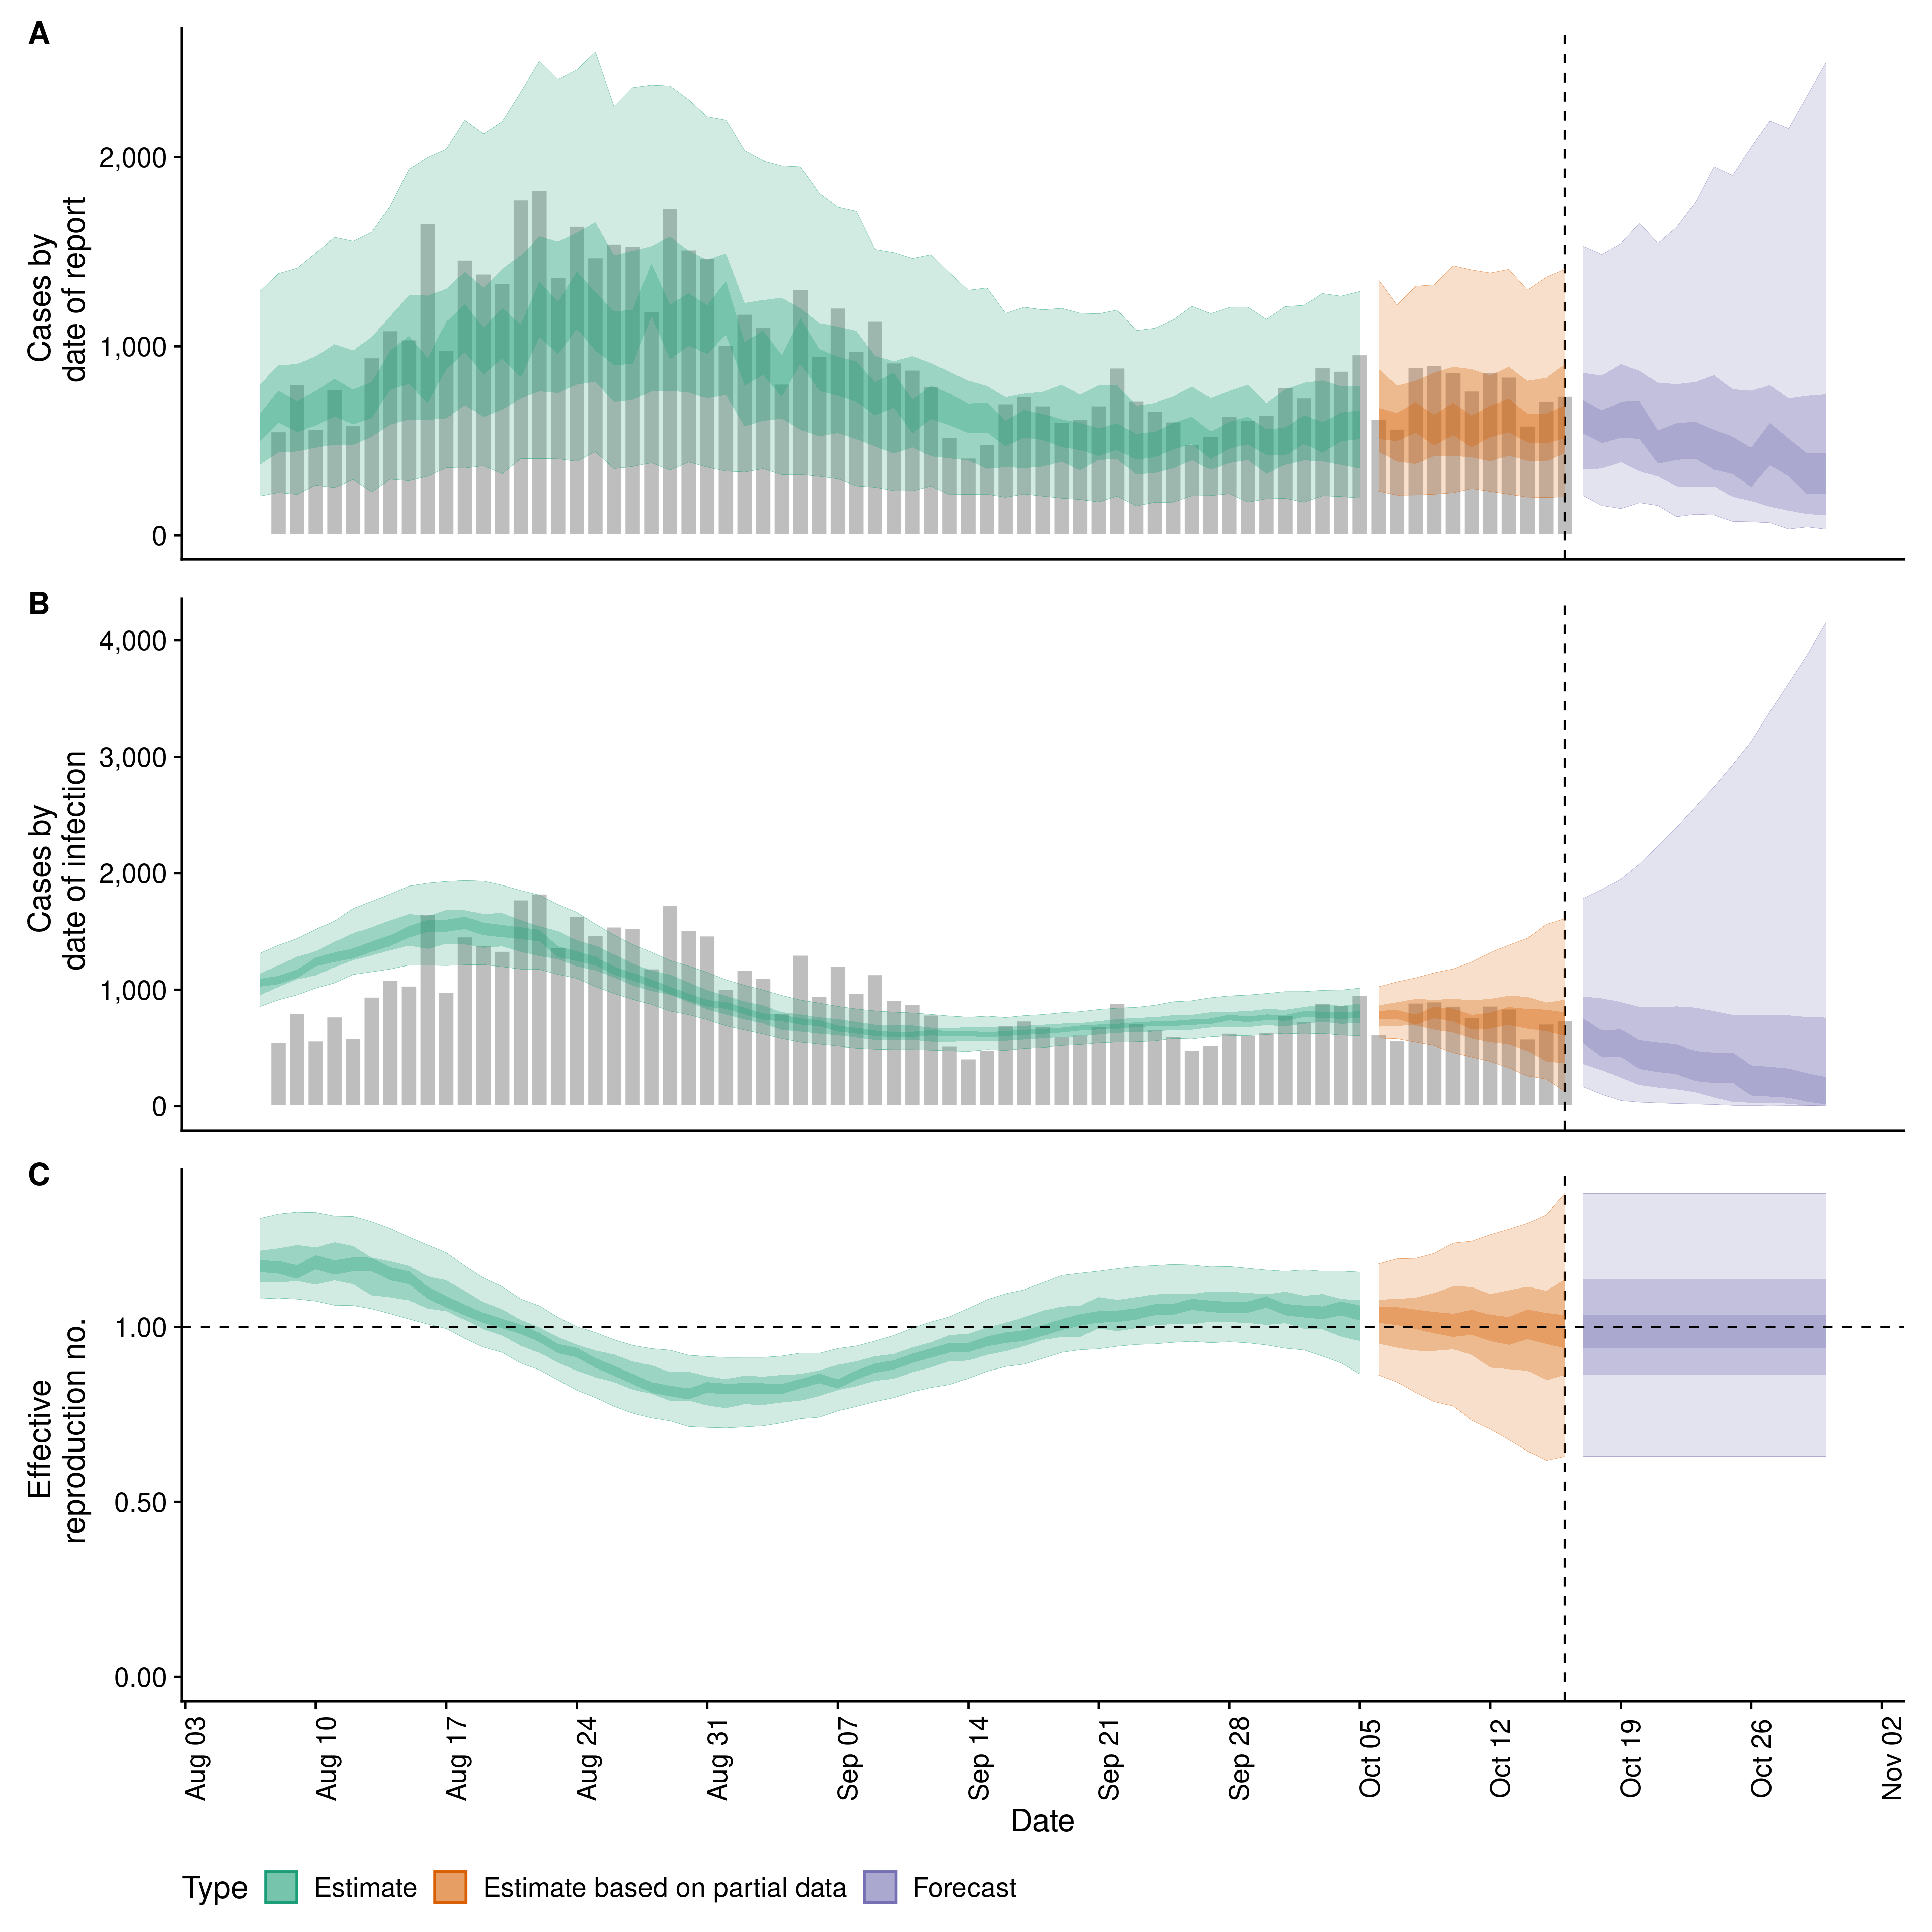 A
Cases by
date of report
2,000
1,000
0
B
Cases by
date of infection
4,000
3,000
2,000
1,000
0
C
Effective
reproduction no.
1.00
0.50
0.00
Aug 03
Aug 10
Aug 17
Aug 24
Aug 31
Sep 07
Sep 14
Sep 21
Sep 28
Oct 05
Oct 12
Oct 19
Oct 26
Nov 02
Date
Type Estimate Estimate based on partial data Forecast